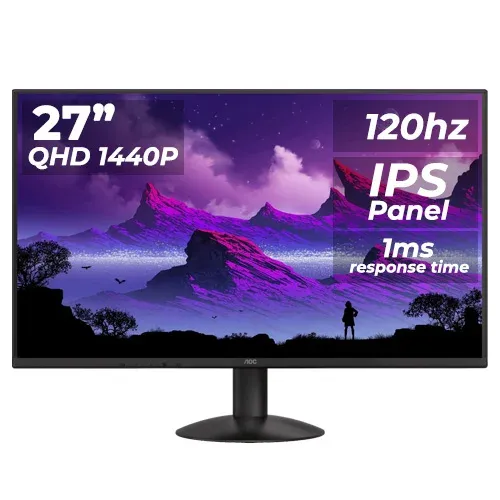 27”
QHD 1440P
120hz
IPS
Panel
1ms
response time
AOC